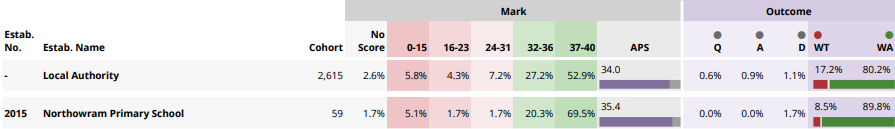 Mark Outcome
Estab. No. Estab. Name Cohort No Score 0-15 16-23 24-31 32-36 37-40 APS Q A D WT WA
- Local Authority 2,615 2.6% 5.8% 4.3% 7.2% 27.2% 52.9% 34.0 0.6% 0.9% 1.1% 17.2% 80.2%
2015 Northowram Primary School 59 1.7% 5.1% 1.7% 1.7% 20.3% 69.5% 35.4 0.0% 0.0% 1.7% 8.5% 89.8%